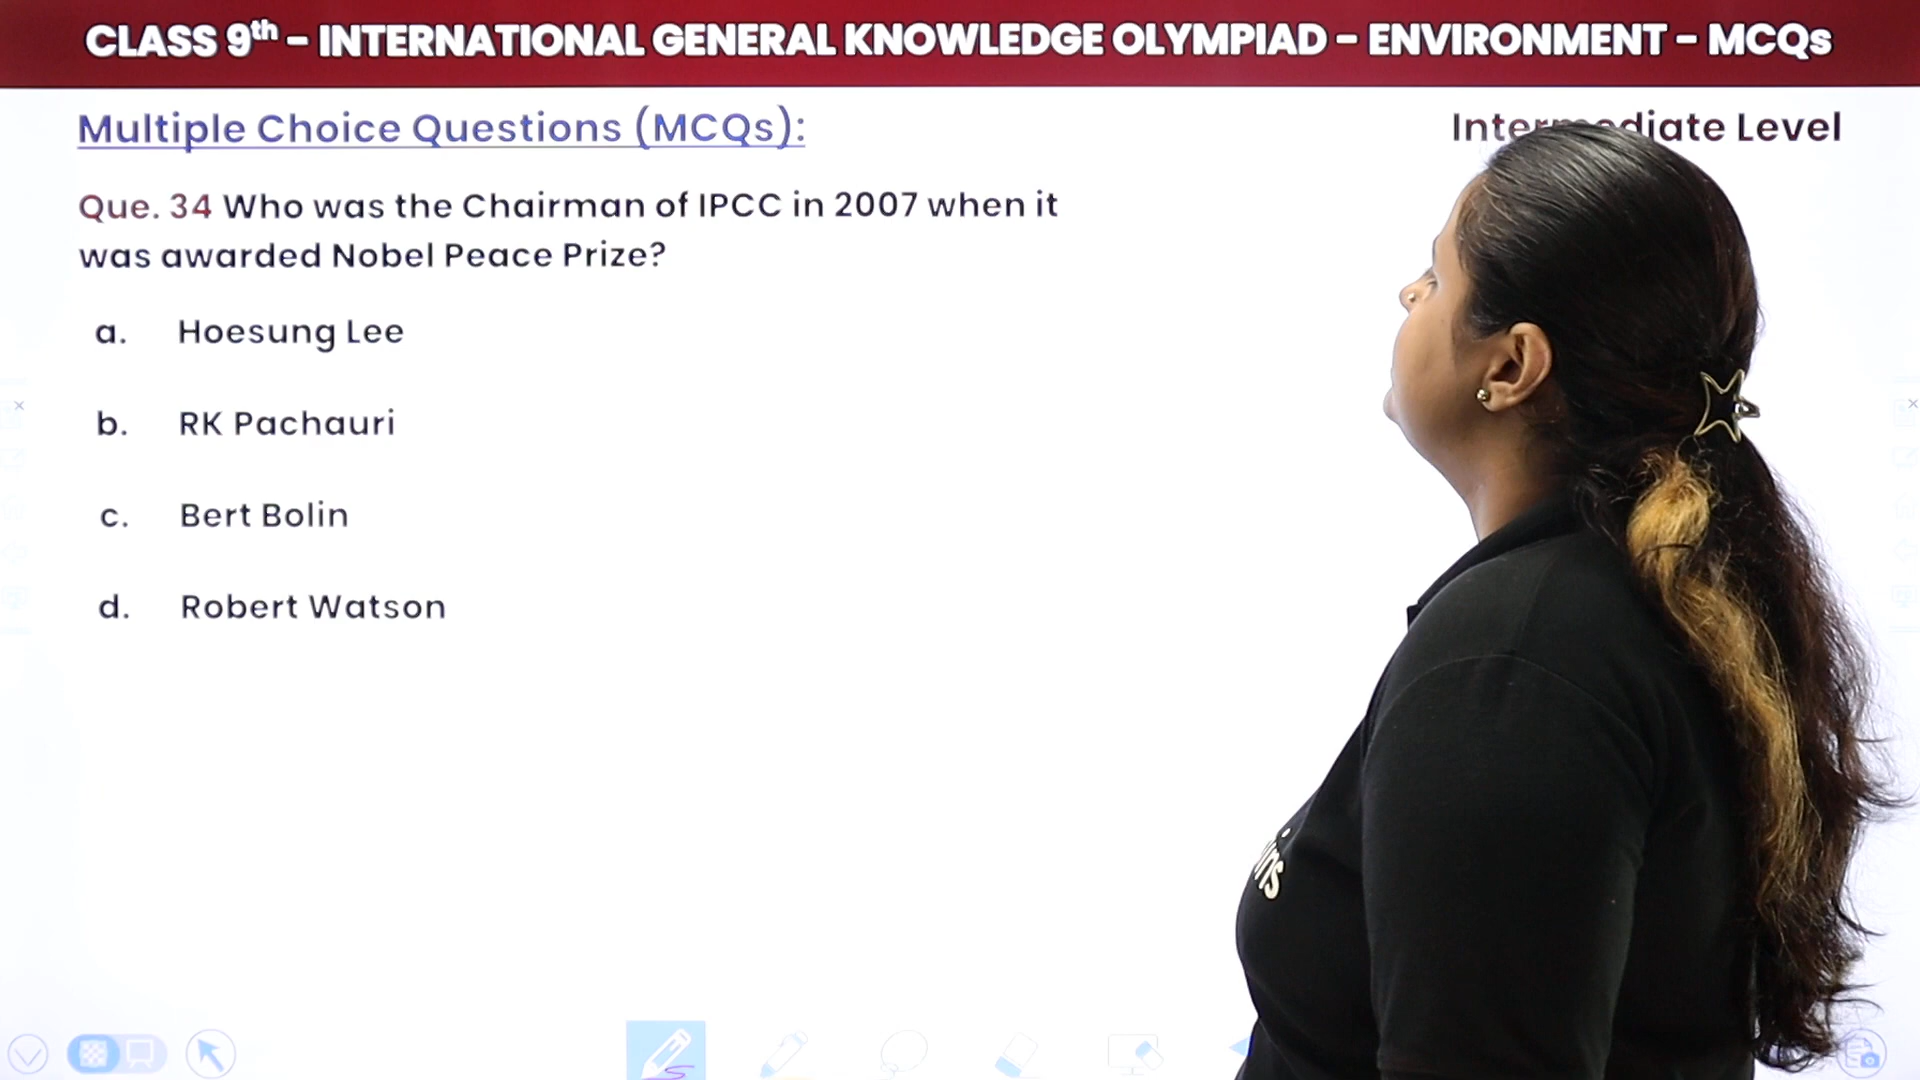 CLASS 9th - INTERNATIONAL GENERAL KNOWLEDGE OLYMPIAD - ENVIRONMENT - MCQs
Multiple Choice Questions (MCQs):
Que. 34 Who was the Chairman of IPCC in 2007 when it
was awarded Nobel Peace Prize?
a. Hoesung Lee
b. RK Pachauri
c. Bert Bolin
d. Robert Watson
Level